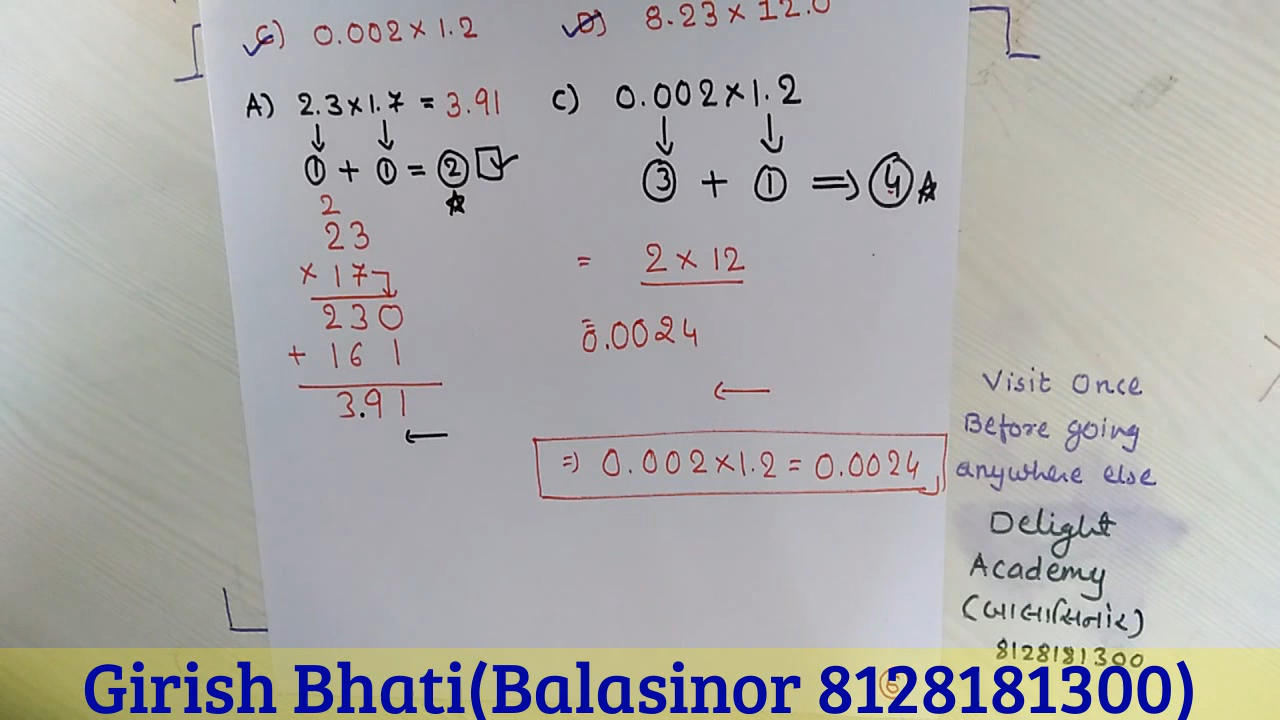 C) 0.002 × 1.2
D) 8.23 × 12.0
A) 2.3 × 1.7 = 3.91
↓ ↓
① + ① = ②
2
23
× 17
230
+ 161
3.91
←
C) 0.002 × 1.2
↓ ↓
③ + ① ⇒ ④
= 2 × 12
= 0.0024
←
⇒ 0.002 × 1.2 = 0.0024
Visit Once
Before going
anywhere else
Delight
Academy
(બાલાસિનોર)
8128181300
Girish Bhati(Balasinor 8128181300)